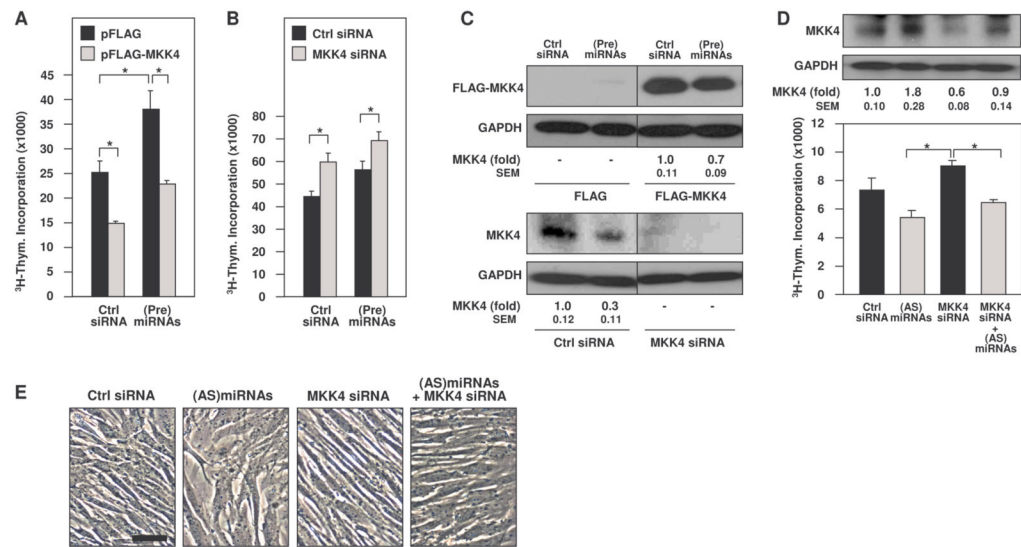 A
pFLAG
pFLAG-MKK4
³H-Thym. Incorporation (x1000)
45
40
35
30
25
20
15
10
5
0
*
*
*
Ctrl siRNA
(Pre) miRNAs
B
Ctrl siRNA
MKK4 siRNA
³H-Thym. Incorporation (x1000)
80
70
60
50
40
30
20
10
0
*
*
Ctrl siRNA
(Pre) miRNAs
C
Ctrl siRNA
(Pre) miRNAs
Ctrl siRNA
(Pre) miRNAs
FLAG-MKK4
GAPDH
MKK4 (fold) - - 1.0 0.7
SEM 0.11 0.09
FLAG FLAG-MKK4
MKK4
GAPDH
MKK4 (fold) 1.0 0.3 - -
SEM 0.12 0.11
Ctrl siRNA MKK4 siRNA
D
MKK4
GAPDH
MKK4 (fold) 1.0 1.8 0.6 0.9
SEM 0.10 0.28 0.08 0.14
³H-Thym. Incorporation (x1000)
12
10
8
6
4
2
0
*
*
Ctrl siRNA
(AS) miRNAs
MKK4 siRNA
MKK4 siRNA + (AS) miRNAs
E
Ctrl siRNA
(AS)miRNAs
MKK4 siRNA
(AS)miRNAs + MKK4 siRNA